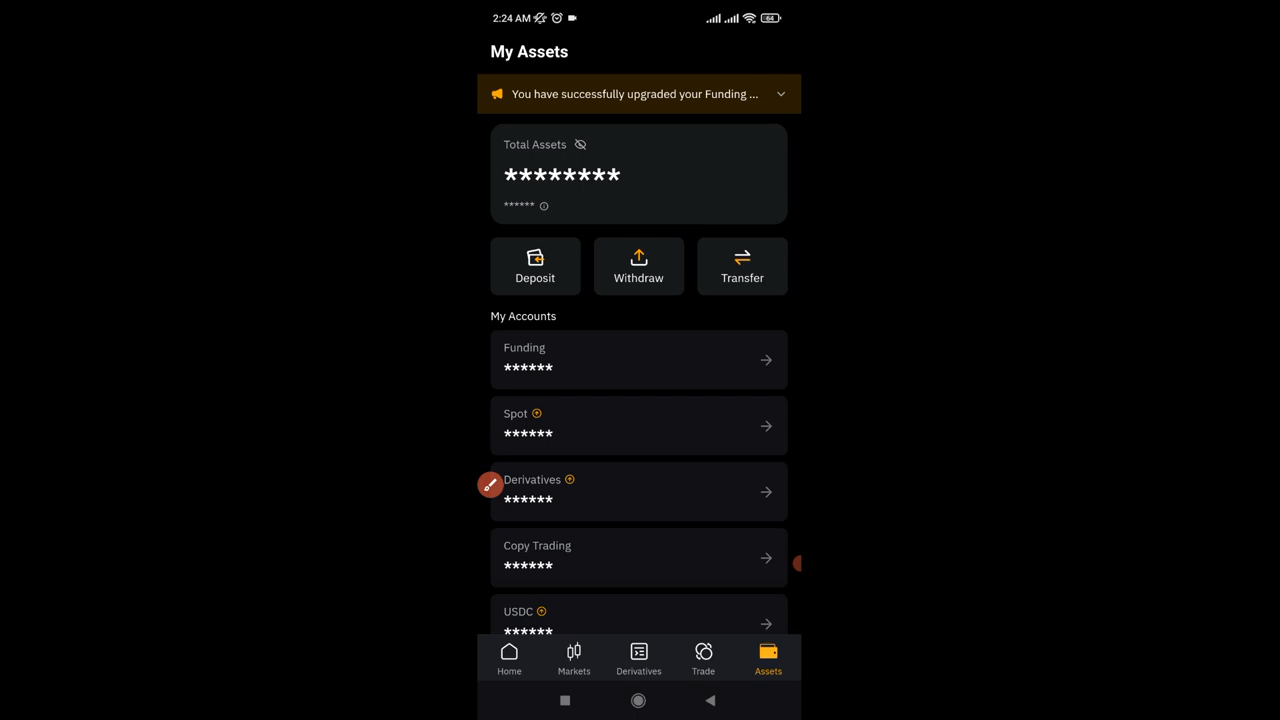 2:24 AM
64
My Assets
You have successfully upgraded your Funding ...
Total Assets
********
******
Deposit
Withdraw
Transfer
My Accounts
Funding
******
Spot
******
Derivatives
******
Copy Trading
******
USDC
******
Home
Markets
Derivatives
Trade
Assets